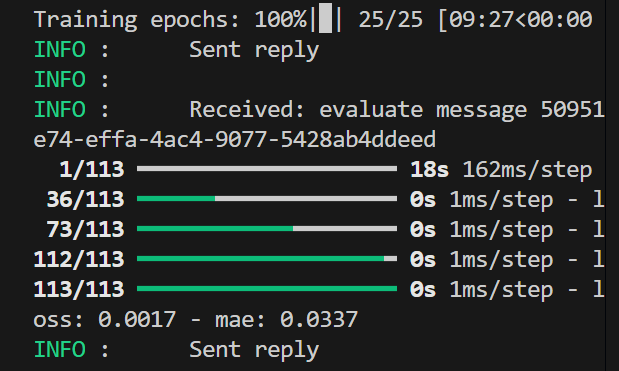 Training epochs: 100%|█| 25/25 [09:27<00:00
INFO :      Sent reply
INFO :
INFO :      Received: evaluate message 50951
e74-effa-4ac4-9077-5428ab4ddeed
1/113 ━━━━━━━━━━━━━━━━━━━━ 18s 162ms/step
36/113 ━━━━━━━━━━━━━━━━━━━━ 0s 1ms/step - l
73/113 ━━━━━━━━━━━━━━━━━━━━ 0s 1ms/step - l
112/113 ━━━━━━━━━━━━━━━━━━━━ 0s 1ms/step - l
113/113 ━━━━━━━━━━━━━━━━━━━━ 0s 1ms/step - l
oss: 0.0017 - mae: 0.0337
INFO :      Sent reply